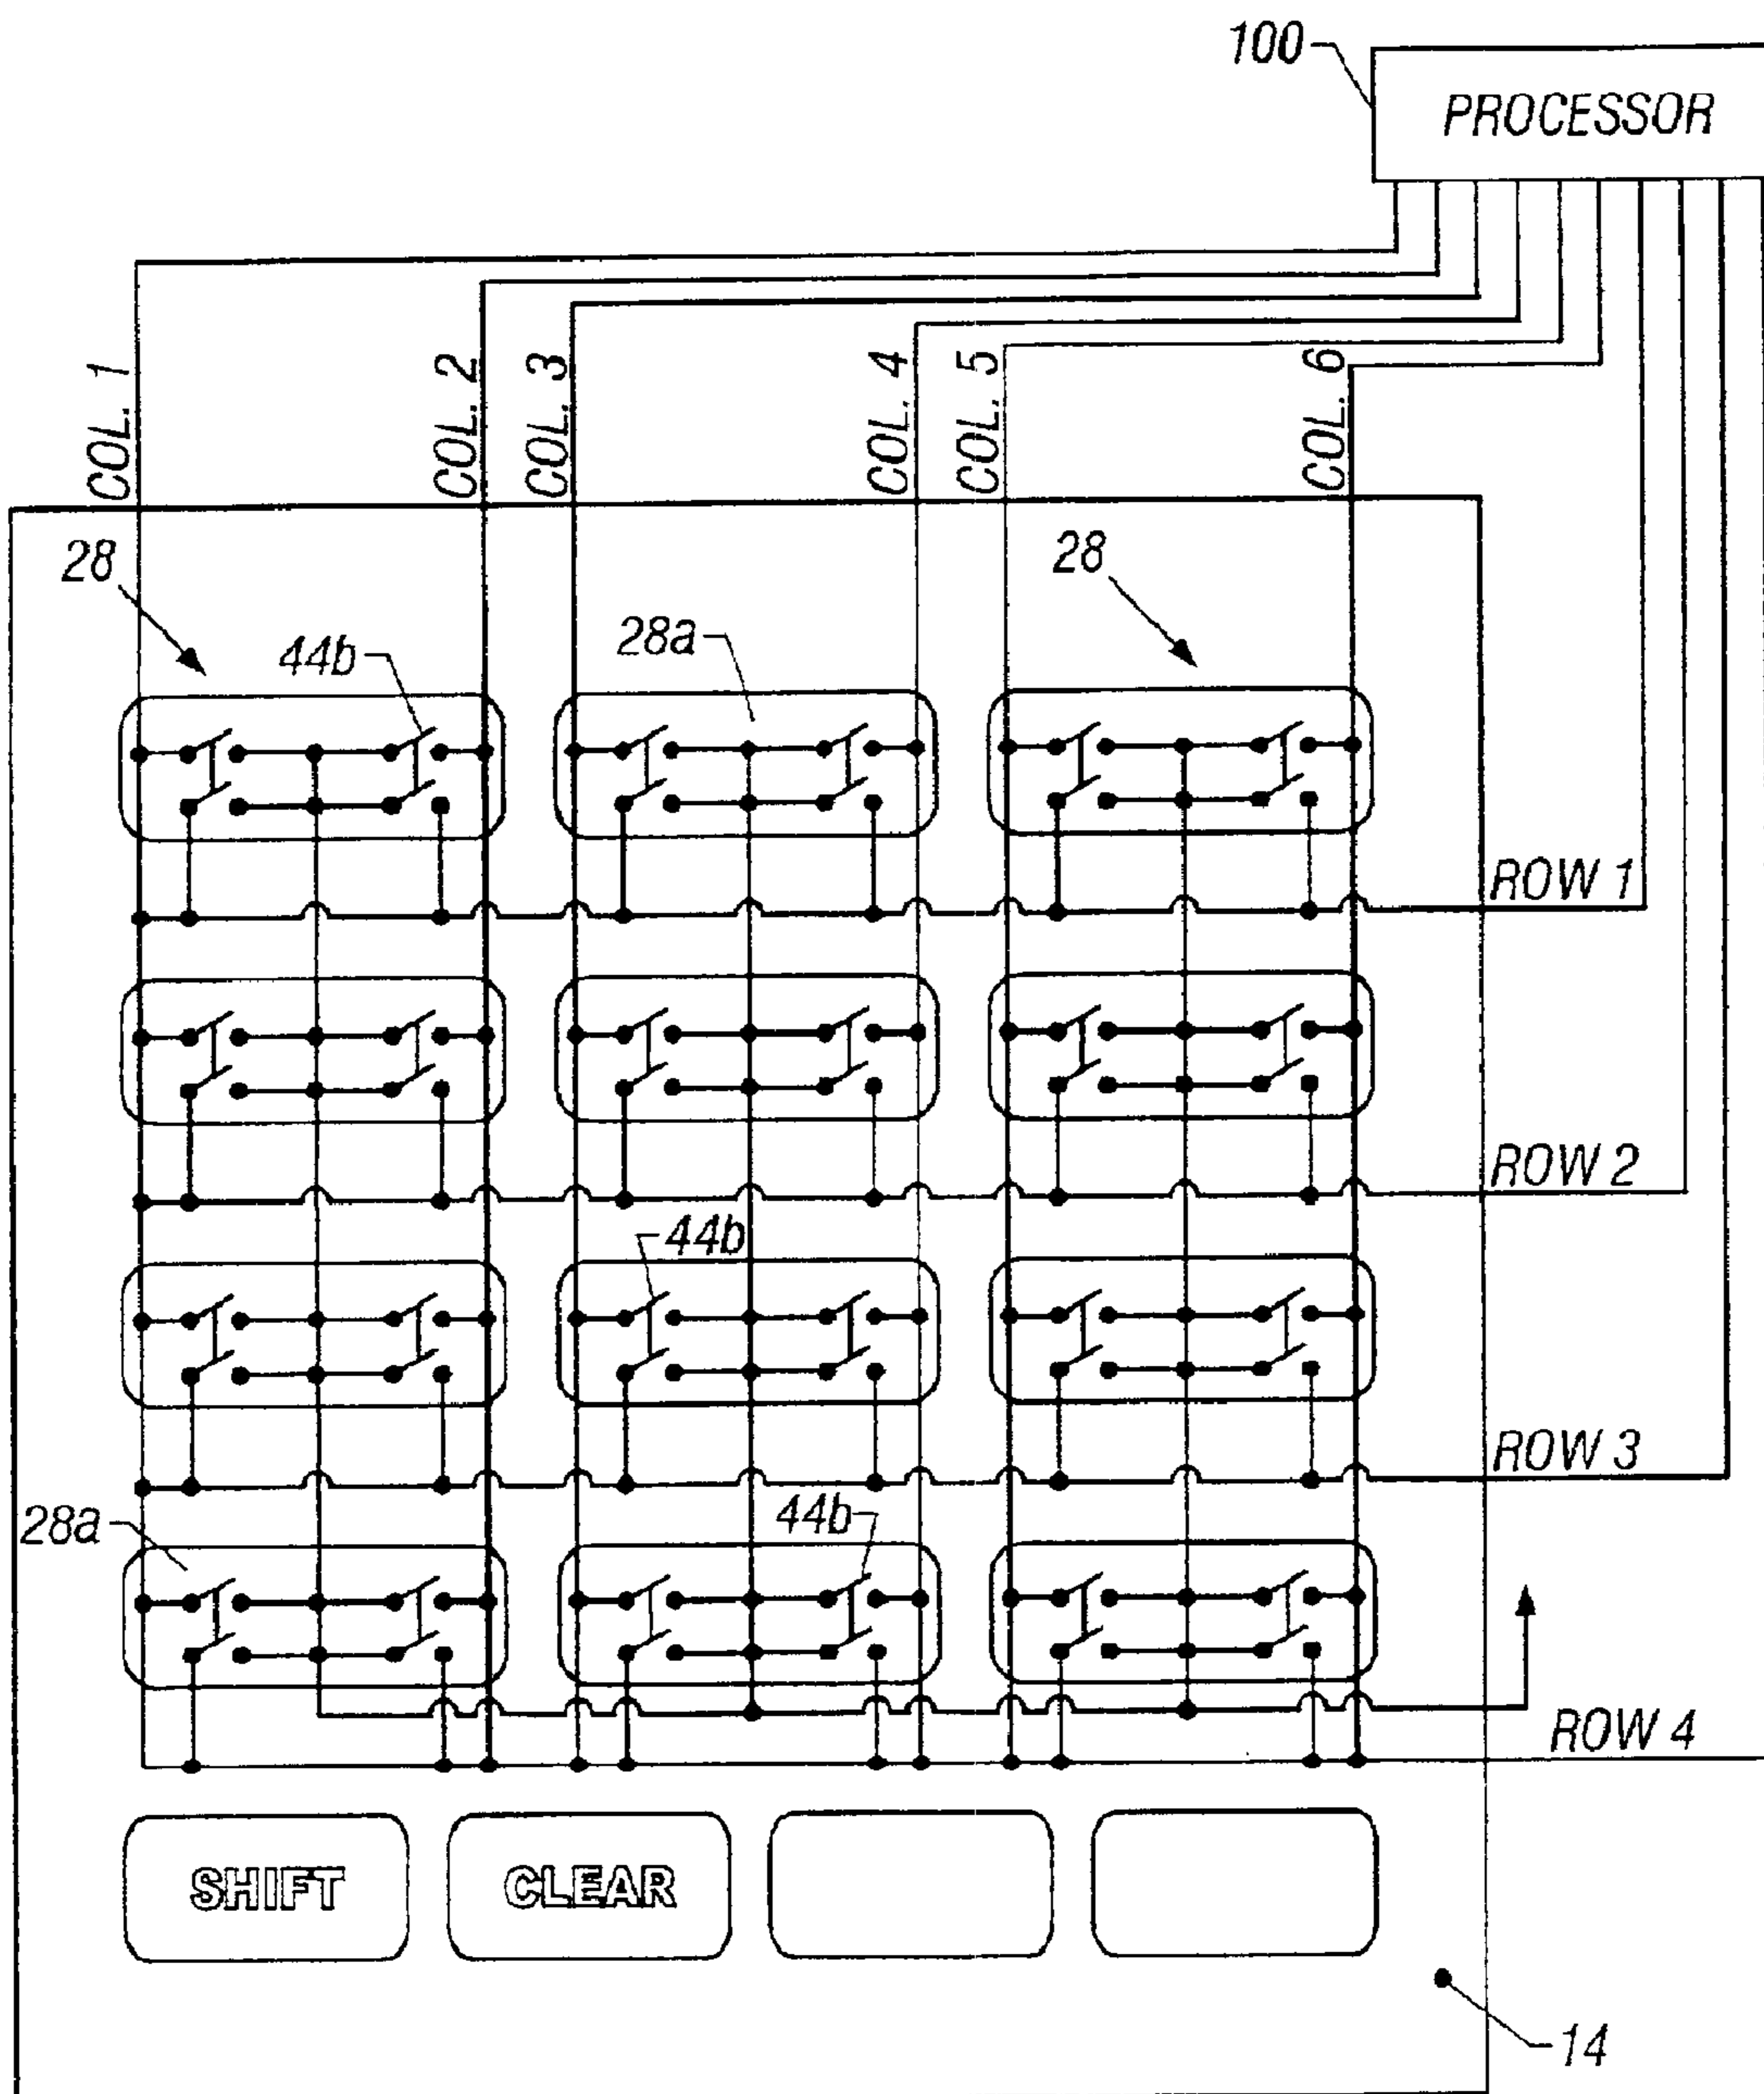 100
PROCESSOR
COL. 1
COL. 2
COL. 3
COL. 4
COL. 5
COL. 6
28
28
28a
44b
ROW 1
ROW 2
44b
ROW 3
28a
44b
ROW 4
SHIFT
CLEAR
14